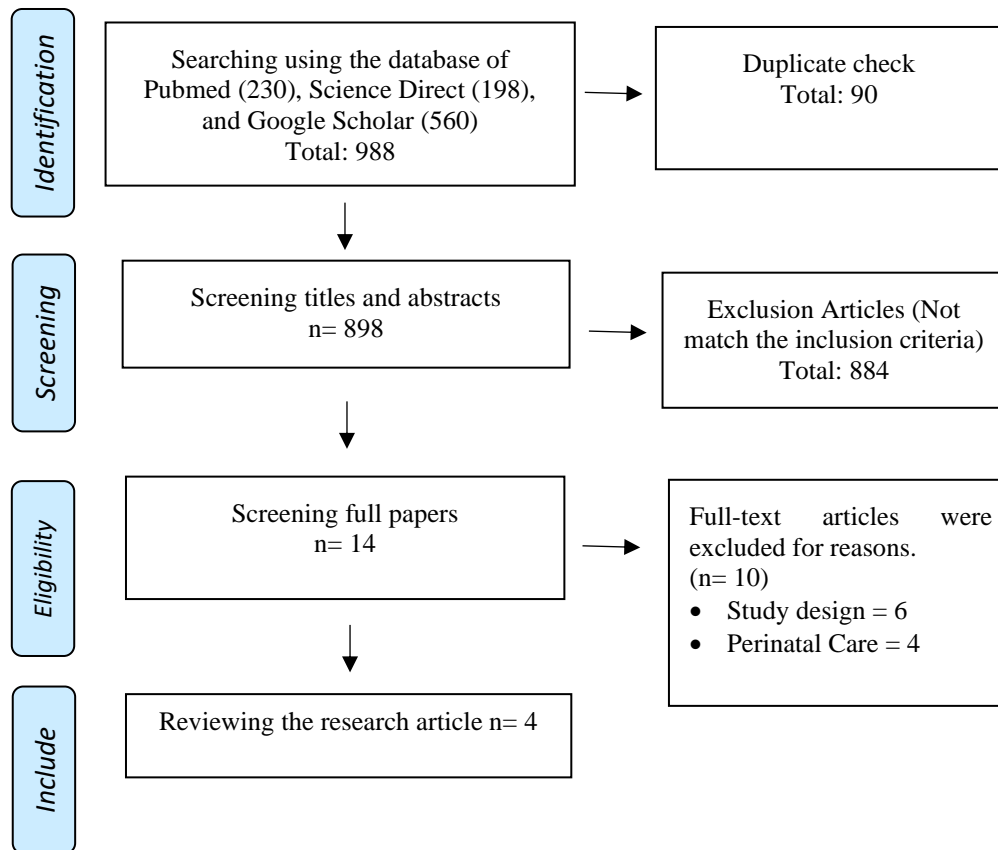 Identification
Searching using the database of
Pubmed (230), Science Direct (198),
and Google Scholar (560)
Total: 988
Duplicate check
Total: 90
Screening
Screening titles and abstracts
n= 898
Exclusion Articles (Not
match the inclusion criteria)
Total: 884
Eligibility
Screening full papers
n= 14
Full-text articles were
excluded for reasons.
(n= 10)
• Study design = 6
• Perinatal Care = 4
Include
Reviewing the research article n= 4